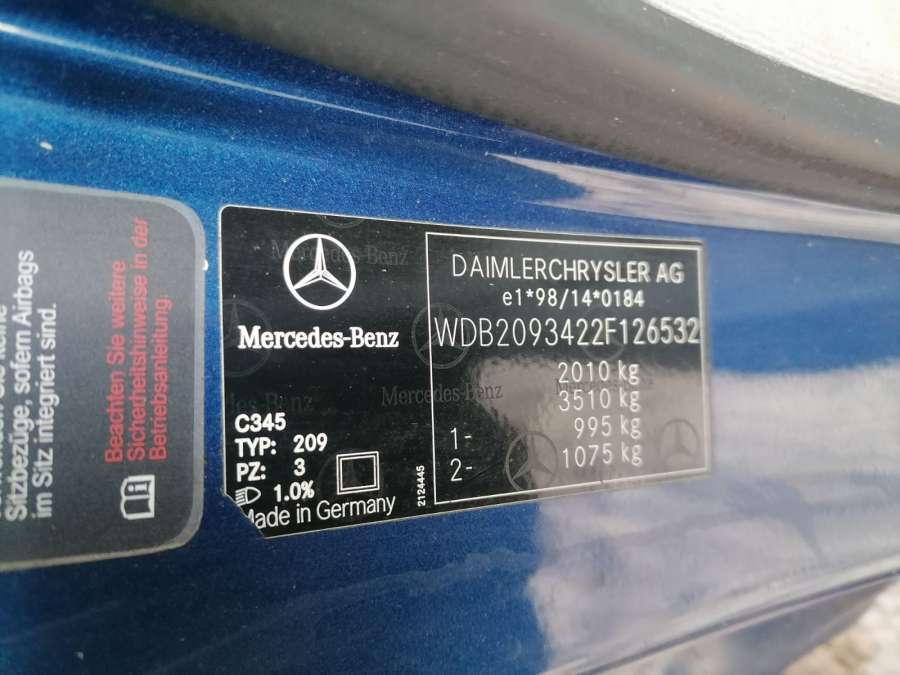 Sitzbezüge, sofern Airbags
im Sitz integriert sind.
Beachten Sie weitere
Sicherheitshinweise in der
Betriebsanleitung.
Mercedes-Benz
C345
TYP: 209
PZ: 3
1.0%
Made in Germany
2124445
DAIMLERCHRYSLER AG
e1*98/14*0184
WDB2093422F126532
2010 kg
3510 kg
1- 995 kg
2- 1075 kg